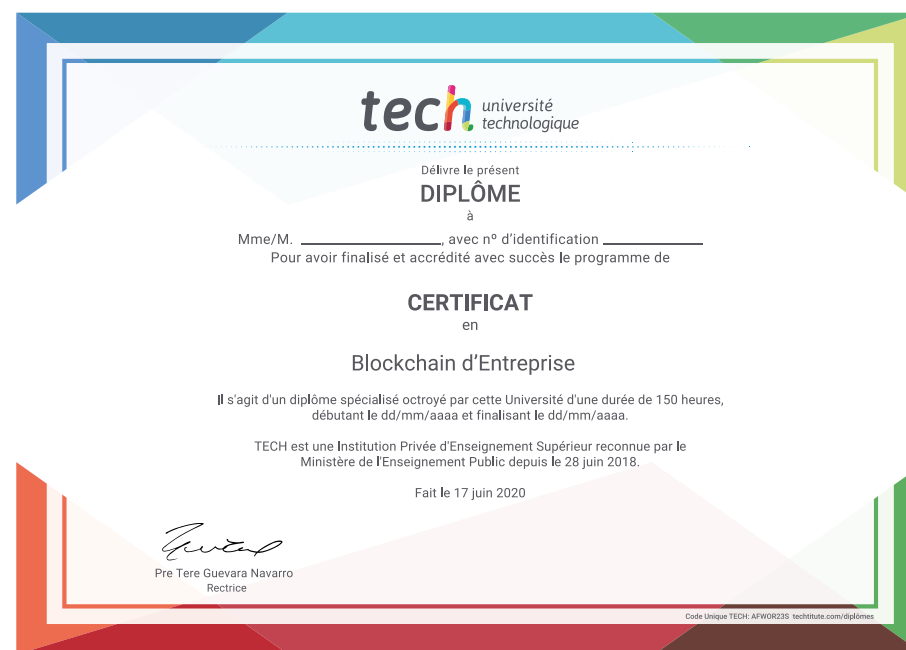 tech université
technologique
Délivre le présent
DIPLÔME
à
Mme/M. ____________________, avec nº d'identification ______________
Pour avoir finalisé et accrédité avec succès le programme de
CERTIFICAT
en
Blockchain d'Entreprise
Il s'agit d'un diplôme spécialisé octroyé par cette Université d'une durée de 150 heures,
débutant le dd/mm/aaaa et finalisant le dd/mm/aaaa.
TECH est une Institution Privée d'Enseignement Supérieur reconnue par le
Ministère de l'Enseignement Public depuis le 28 juin 2018.
Fait le 17 juin 2020
Pre Tere Guevara Navarro
Rectrice
Code Unique TECH: AFWOR23S techtitute.com/diplômes